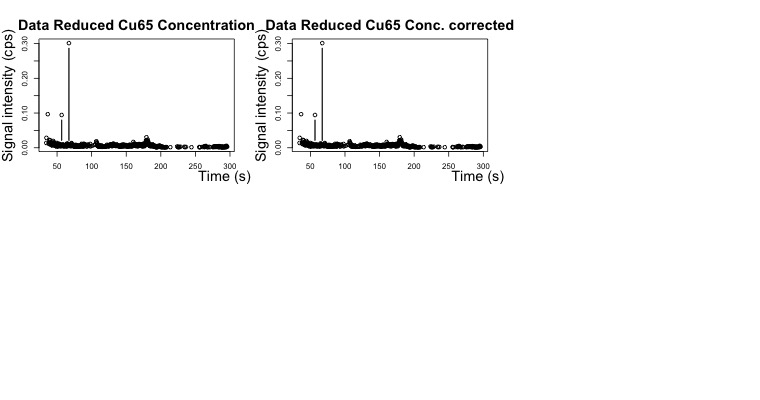 Data Reduced Cu65 Concentration
Signal intensity (cps)
0.00 0.10 0.20 0.30
50 100 150 200 250 300
Time (s)
Data Reduced Cu65 Conc. corrected
Signal intensity (cps)
0.00 0.10 0.20 0.30
50 100 150 200 250 300
Time (s)